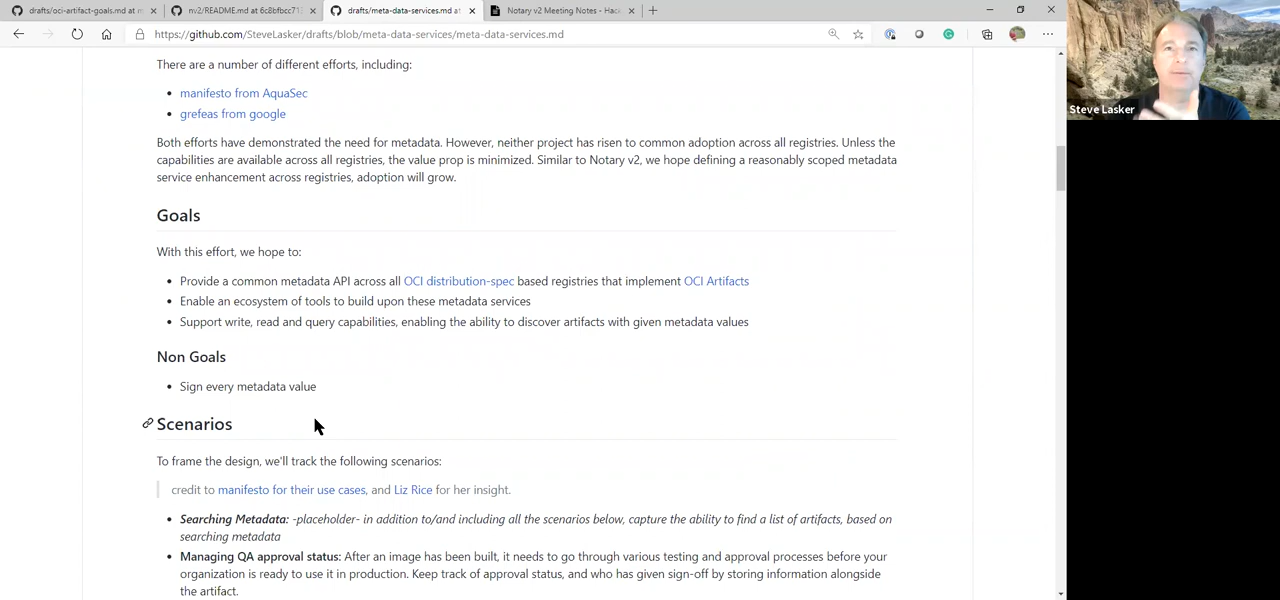 drafts/oci-artifact-goals.md at m
nv2/README.md at 6c8bfbcc713
drafts/meta-data-services.md at
Notary v2 Meeting Notes - Hack
https://github.com/SteveLasker/drafts/blob/meta-data-services/meta-data-services.md
Steve Lasker
There are a number of different efforts, including:
manifesto from AquaSec
grefeas from google
Both efforts have demonstrated the need for metadata. However, neither project has risen to common adoption across all registries. Unless the
capabilities are available across all registries, the value prop is minimized. Similar to Notary v2, we hope defining a reasonably scoped metadata
service enhancement across registries, adoption will grow.
Goals
With this effort, we hope to:
Provide a common metadata API across all OCI distribution-spec based registries that implement OCI Artifacts
Enable an ecosystem of tools to build upon these metadata services
Support write, read and query capabilities, enabling the ability to discover artifacts with given metadata values
Non Goals
Sign every metadata value
Scenarios
To frame the design, we'll track the following scenarios:
credit to manifesto for their use cases, and Liz Rice for her insight.
Searching Metadata: -placeholder- in addition to/and including all the scenarios below, capture the ability to find a list of artifacts, based on
searching metadata
Managing QA approval status: After an image has been built, it needs to go through various testing and approval processes before your
organization is ready to use it in production. Keep track of approval status, and who has given sign-off by storing information alongside
the artifact.